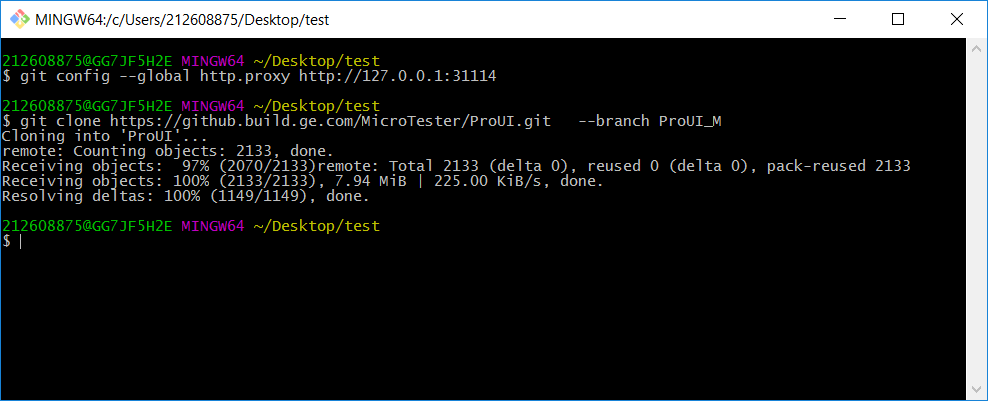 MINGW64:/c/Users/212608875/Desktop/test
212608875@GG7JF5H2E MINGW64 ~/Desktop/test
$ git config --global http.proxy http://127.0.0.1:31114
212608875@GG7JF5H2E MINGW64 ~/Desktop/test
$ git clone https://github.build.ge.com/MicroTester/ProUI.git   --branch ProUI_M
Cloning into 'ProUI'...
remote: Counting objects: 2133, done.
Receiving objects:  97% (2070/2133)remote: Total 2133 (delta 0), reused 0 (delta 0), pack-reused 2133
Receiving objects: 100% (2133/2133), 7.94 MiB | 225.00 KiB/s, done.
Resolving deltas: 100% (1149/1149), done.
212608875@GG7JF5H2E MINGW64 ~/Desktop/test
$